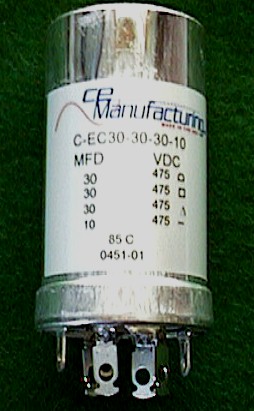 ce
Manufacturing
C-EC30-30-30-10
MFD VDC
30 475 ⌓
30 475 □
30 475 △
10 475 –
85 C
0451-01